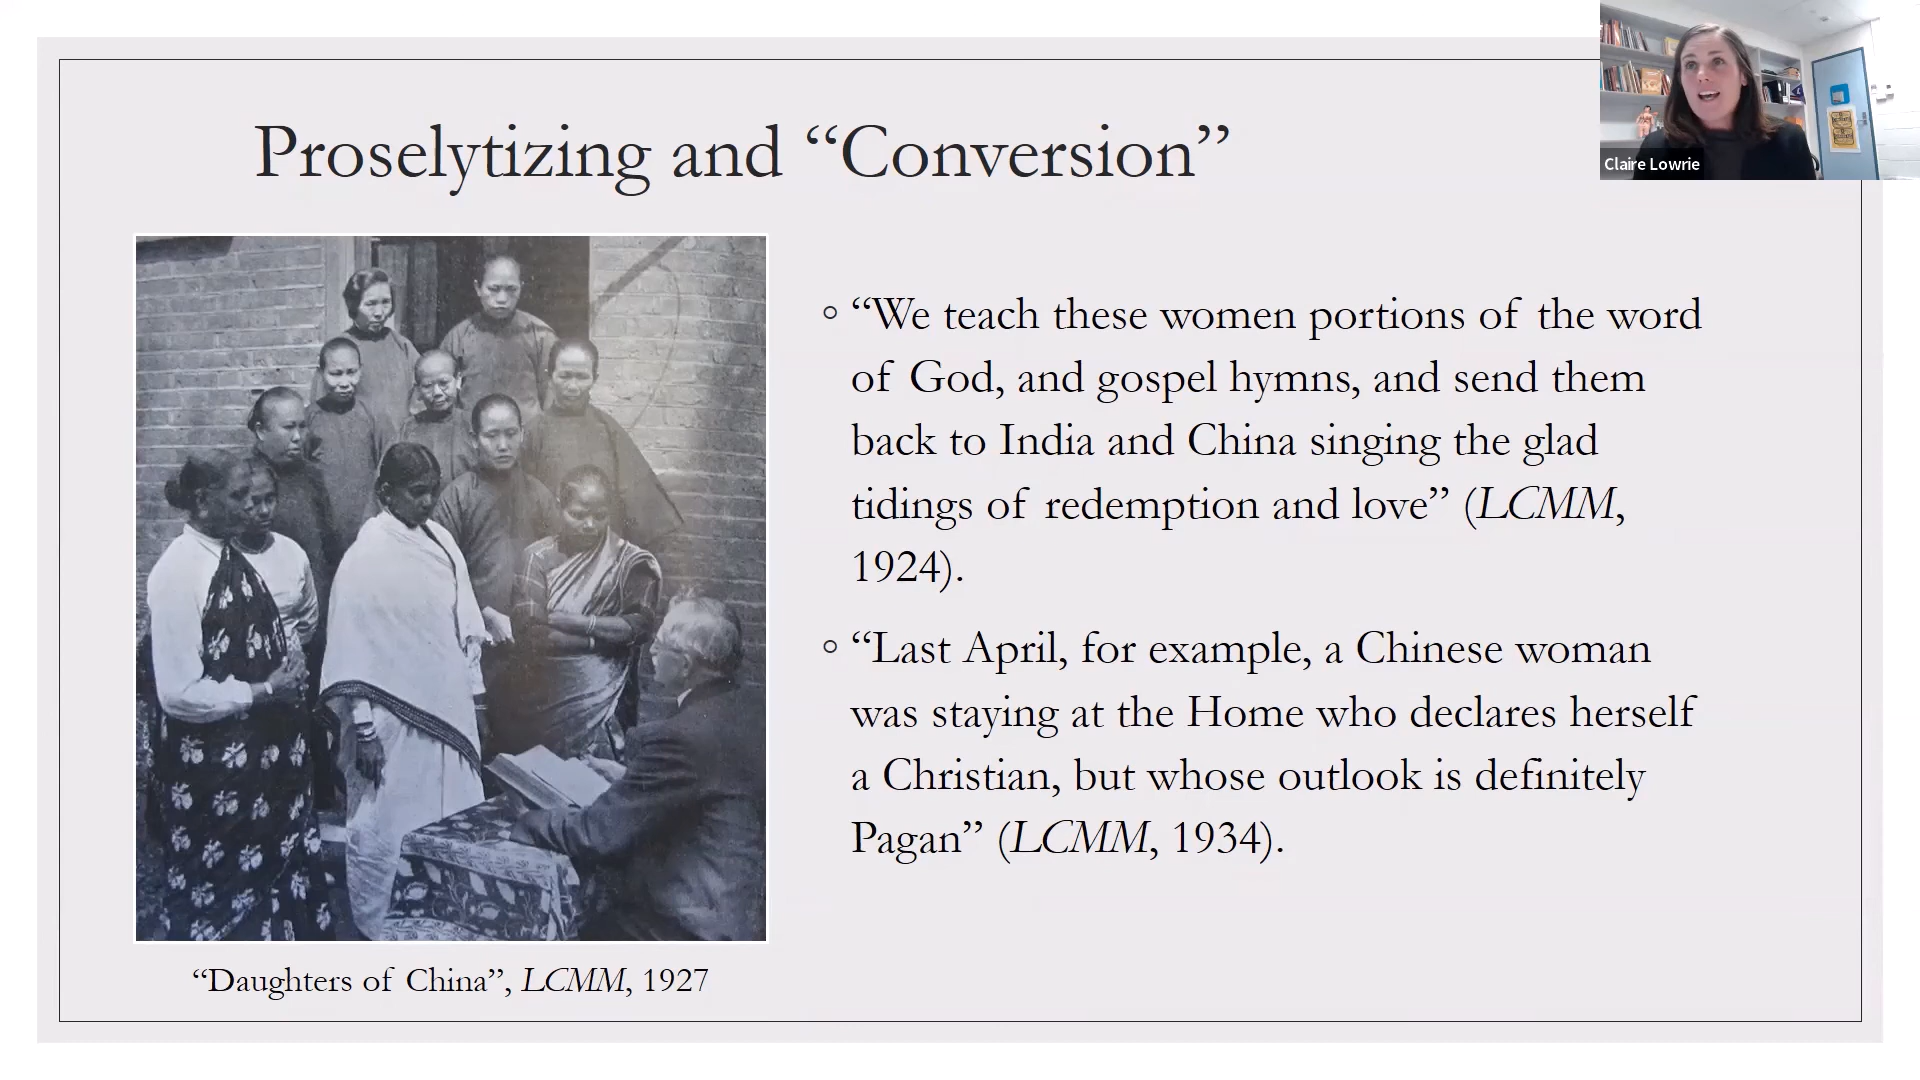 Proselytizing and “Conversion”
Claire Lowrie
“We teach these women portions of the word
of God, and gospel hymns, and send them
back to India and China singing the glad
tidings of redemption and love” (LCMM,
1924).
“Last April, for example, a Chinese woman
was staying at the Home who declares herself
a Christian, but whose outlook is definitely
Pagan” (LCMM, 1934).
“Daughters of China”, LCMM, 1927